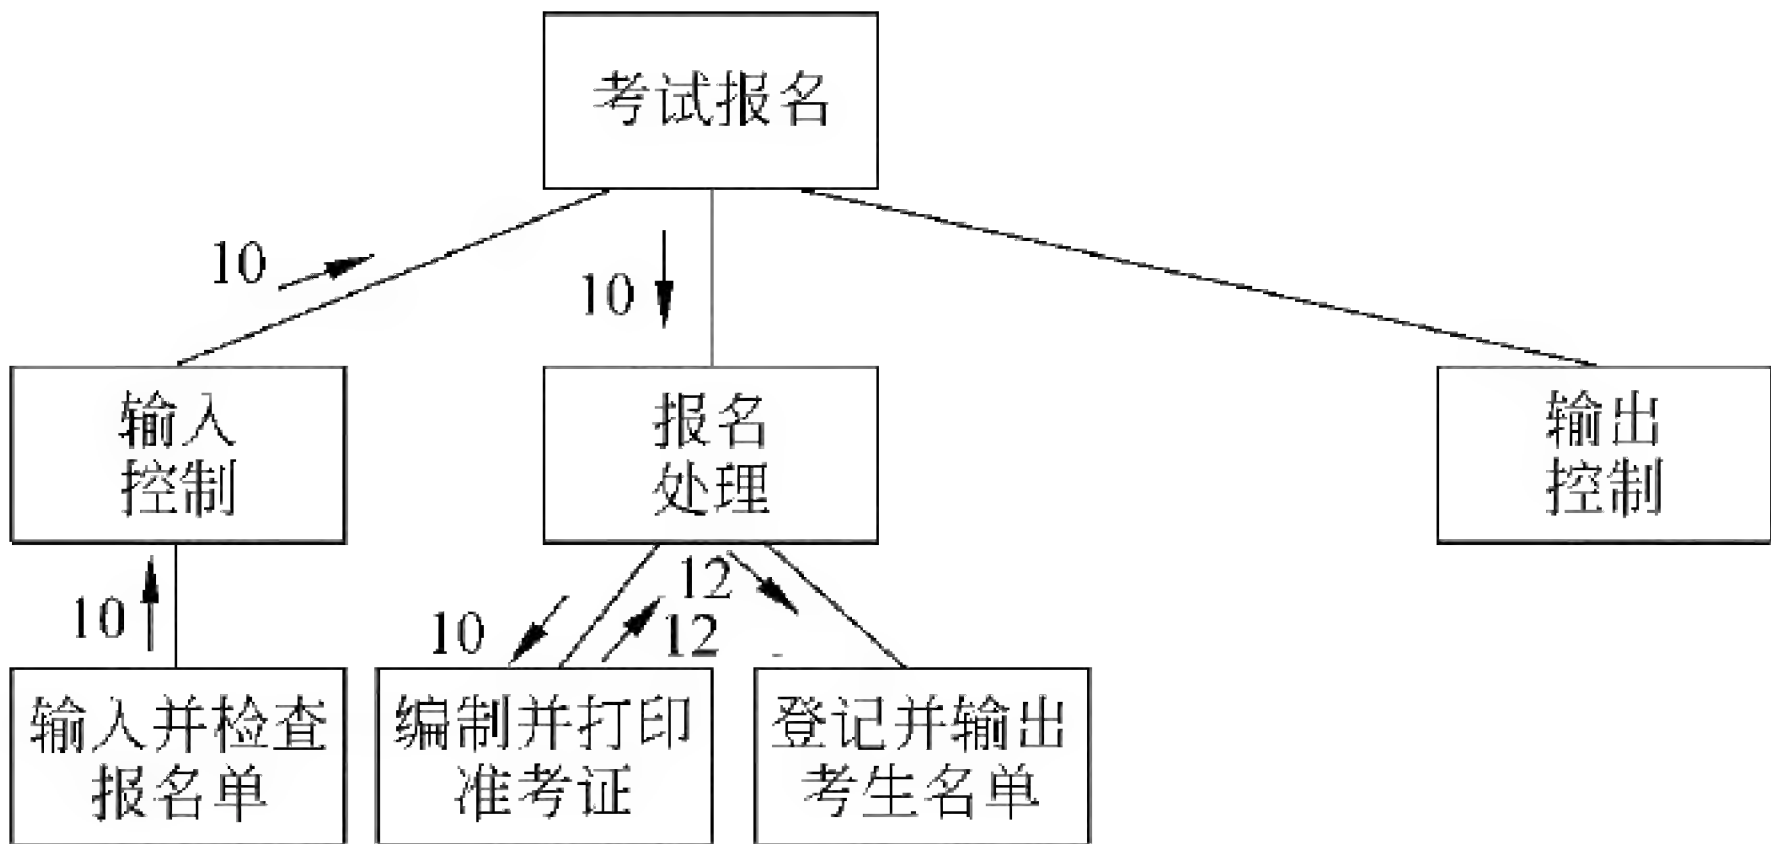 考试报名
10
10
输入
控制
报名
处理
输出
控制
10
10
12
12
输入并检查
报名单
编制并打印
准考证
登记并输出
考生名单